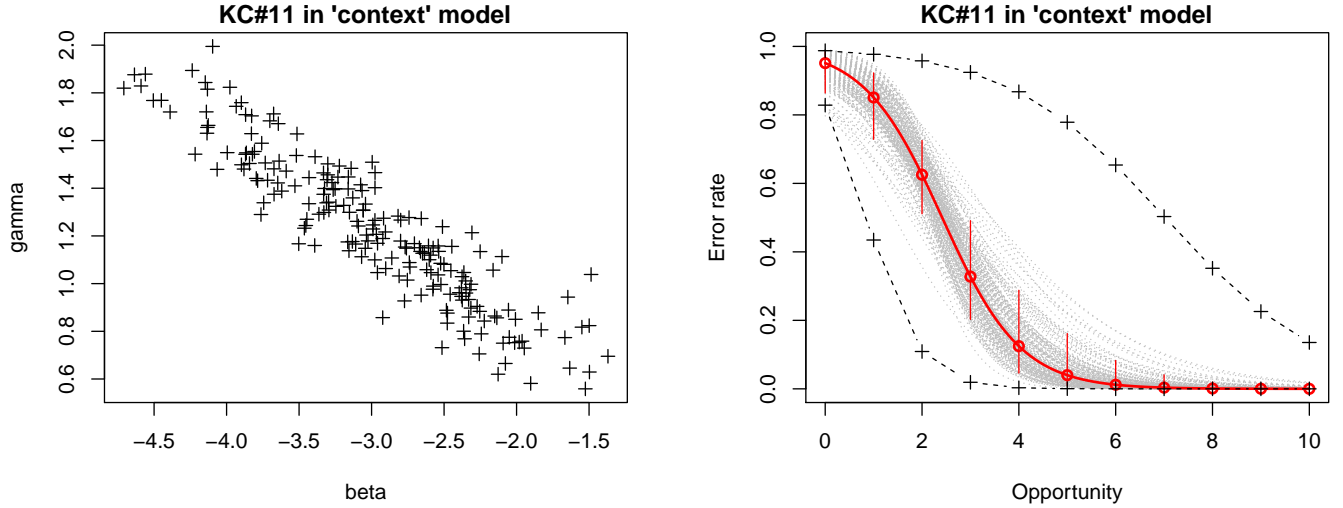 KC#11 in 'context' model
gamma
2.0
1.8
1.6
1.4
1.2
1.0
0.8
0.6
−4.5 −4.0 −3.5 −3.0 −2.5 −2.0 −1.5
beta
KC#11 in 'context' model
Error rate
1.0
0.8
0.6
0.4
0.2
0.0
0 2 4 6 8 10
Opportunity